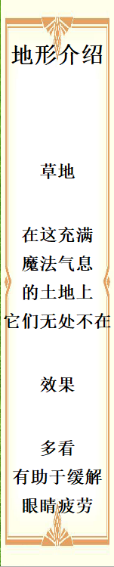 地形介绍
草地
在这充满
魔法气息
的土地上
它们无处不在
效果
多看
有助于缓解
眼睛疲劳